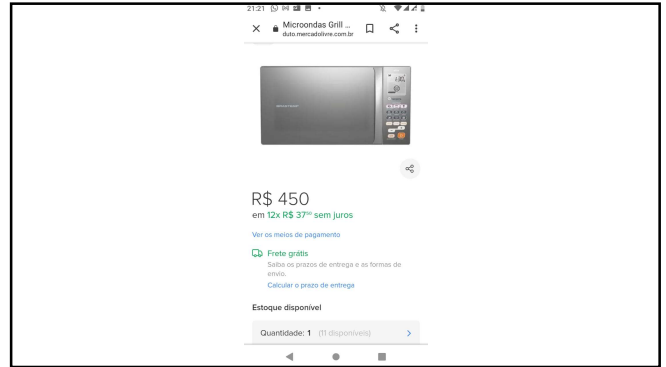 21:21
Microondas Grill ...
duto.mercadolivre.com.br
R$ 450
em 12x R$ 37⁵⁰ sem juros
Ver os meios de pagamento
Frete grátis
Saiba os prazos de entrega e as formas de
envio.
Calcular o prazo de entrega
Estoque disponível
Quantidade: 1 (11 disponíveis)